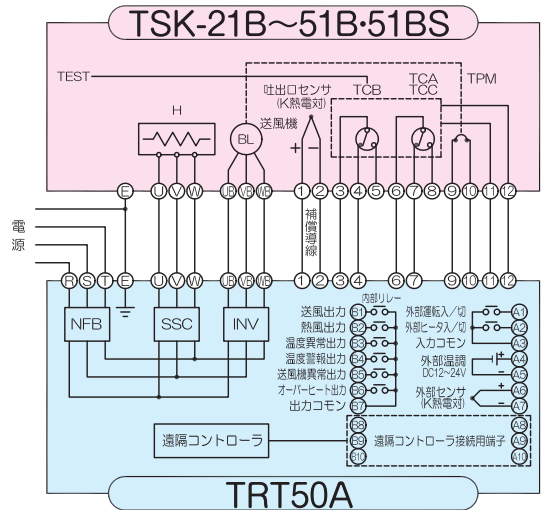 TSK-21B～51B・51BS
TEST
吐出口センサ
(K熱電対)
TCB
TCA
TCC
TPM
H
送風機
BL
+ −
E U V W UB VB WB 1 2 3 4 5 6 7 8 9 10 11 12
電源
補償導線
R S T E U V W UB VB WB 1 2 3 4 6 7 9 10 11 12
NFB
SSC
INV
内部リレー
送風出力 B1
熱風出力 B2
温度異常出力 B3
温度警報出力 B4
送風機異常出力 B5
オーバーヒート出力 B6
出力コモン B7
B8
B9
B10
外部運転入／切 A1
外部ヒータ入／切 A2
入力コモン A3
外部温調 + A4
DC12～24V − A5
外部センサ + A6
(K熱電対) − A7
A8
A9
A10
遠隔コントローラ
遠隔コントローラ接続用端子
TRT50A